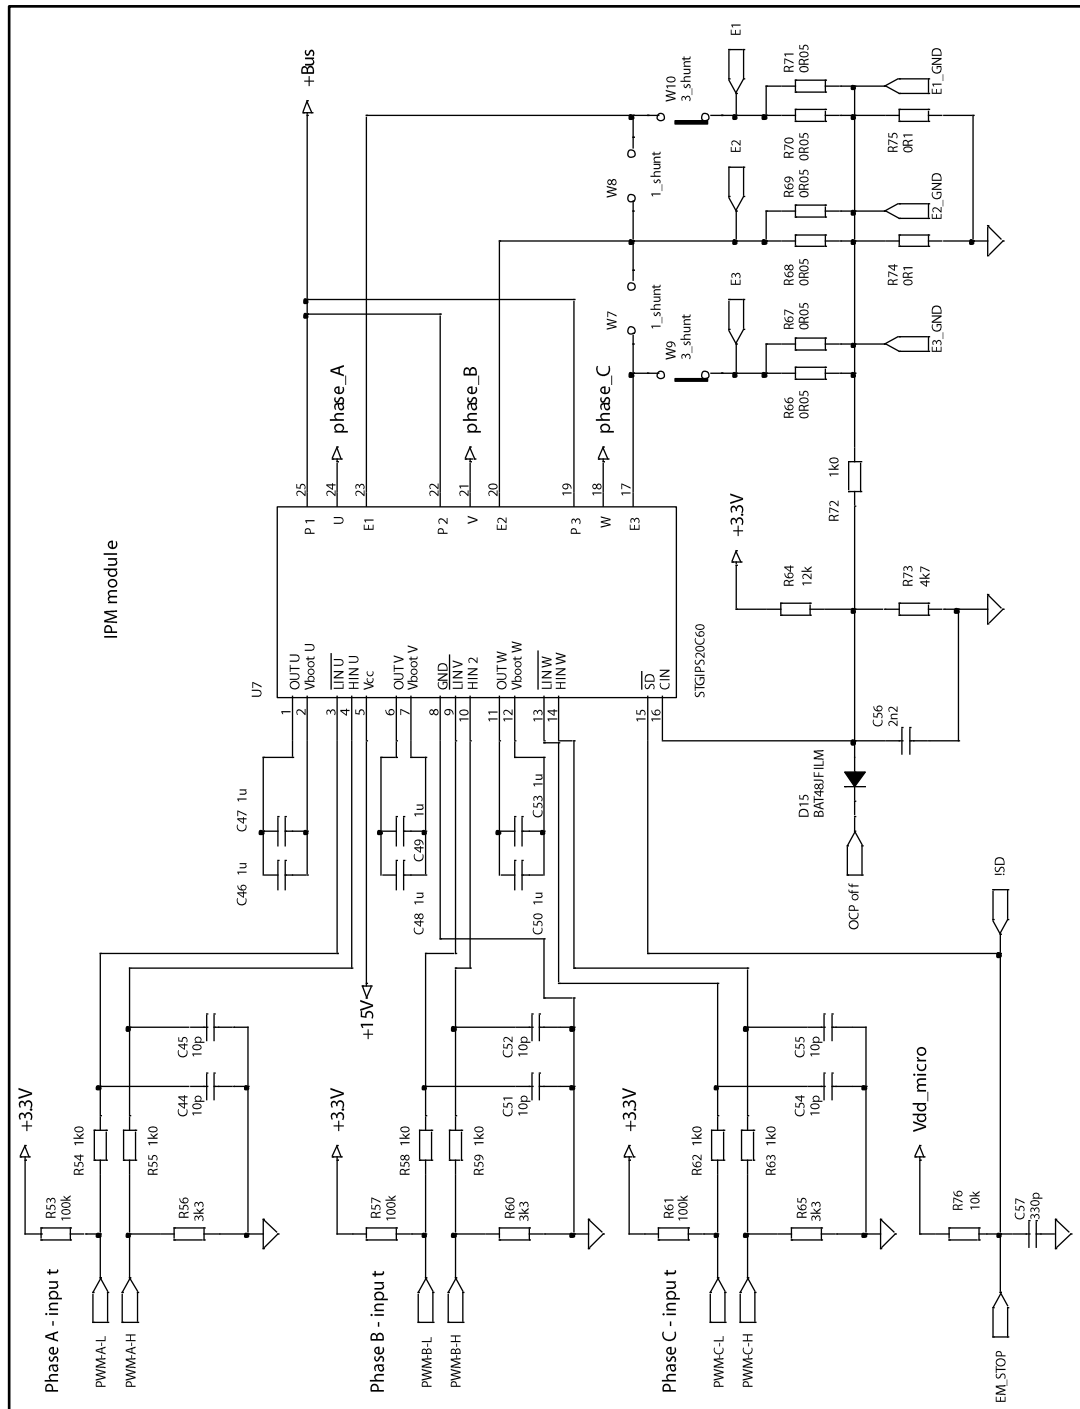 IPM module
+Bus
E1
R71
0R05
E1_GND
W10
3_shunt
R70
0R05
R75
0R1
W8
1_shunt
E2
R69
0R05
E2_GND
R68
0R05
R74
0R1
W7
1_shunt
E3
R67
0R05
E3_GND
W9
3_shunt
R66
0R05
phase_A
phase_B
phase_C
25
24
23
22
21
20
19
18
17
P1
U
E1
P2
V
E2
P3
W
E3
R72
1k0
+3.3V
R64
12k
R73
4k7
U7
STGIPS20C60
OUT U
Vboot U
LIN U
HIN U
Vcc
OUT V
Vboot V
GND
LIN V
HIN 2
OUT W
Vboot W
LIN W
HIN W
SD
CIN
1
2
3
4
5
6
7
8
9
10
11
12
13
14
15
16
C56
2n2
D15
BAT48JFILM
OCP off
C47 1u
C46 1u
C49 1u
C48 1u
C53 1u
C50 1u
!SD
+15V
C45
10p
C44
10p
C52
10p
C51
10p
C55
10p
C54
10p
+3.3V
R53
100k
R54 1k0
R55 1k0
R56
3k3
Phase A - input
PWM-A-L
PWM-A-H
+3.3V
R57
100k
R58 1k0
R59 1k0
R60
3k3
Phase B - input
PWM-B-L
PWM-B-H
+3.3V
R61
100k
R62 1k0
R63 1k0
R65
3k3
Phase C - input
PWM-C-L
PWM-C-H
Vdd_micro
R76
10k
C57
330p
EM_STOP